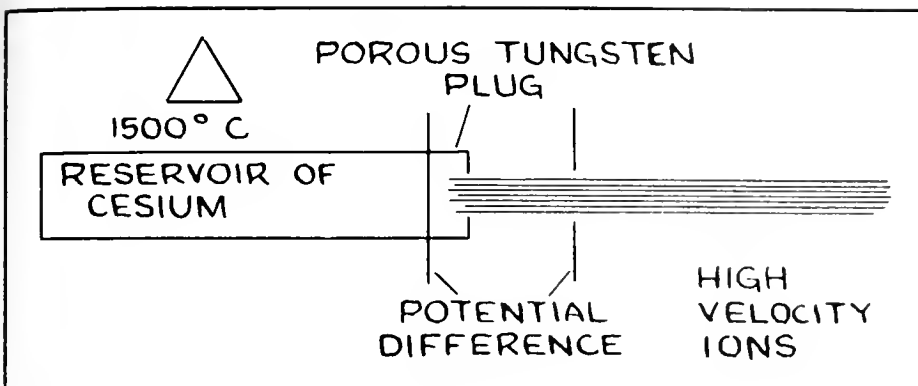 POROUS TUNGSTEN
PLUG
1500° C
RESERVOIR OF
CESIUM
POTENTIAL
DIFFERENCE
HIGH
VELOCITY
IONS